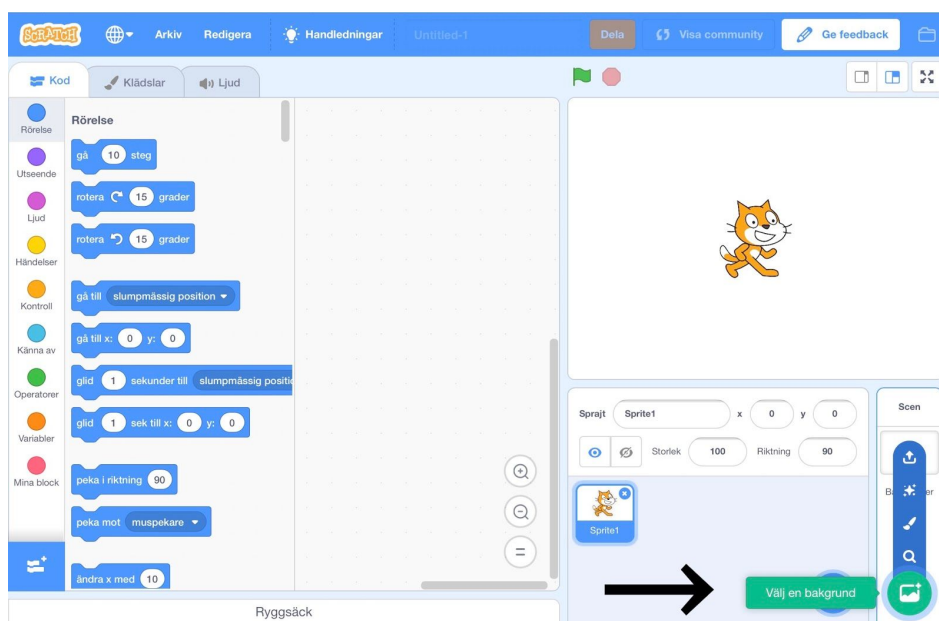 SCRATCH
Arkiv
Redigera
Handledningar
Untitled-1
Dela
Visa community
Ge feedback
Kod
Klädslar
Ljud
Rörelse
Utseende
Ljud
Händelser
Kontroll
Känna av
Operatorer
Variabler
Mina block
Rörelse
gå 10 steg
rotera 15 grader
rotera 15 grader
gå till slumpmässig position
gå till x: 0 y: 0
glid 1 sekunder till slumpmässig
glid 1 sek till x: 0 y: 0
peka i riktning 90
peka mot muspekare
ändra x med 10
Ryggsäck
Sprajt Sprite1 x 0 y 0
Storlek 100 Riktning 90
Sprite1
Scen
Välj en bakgrund